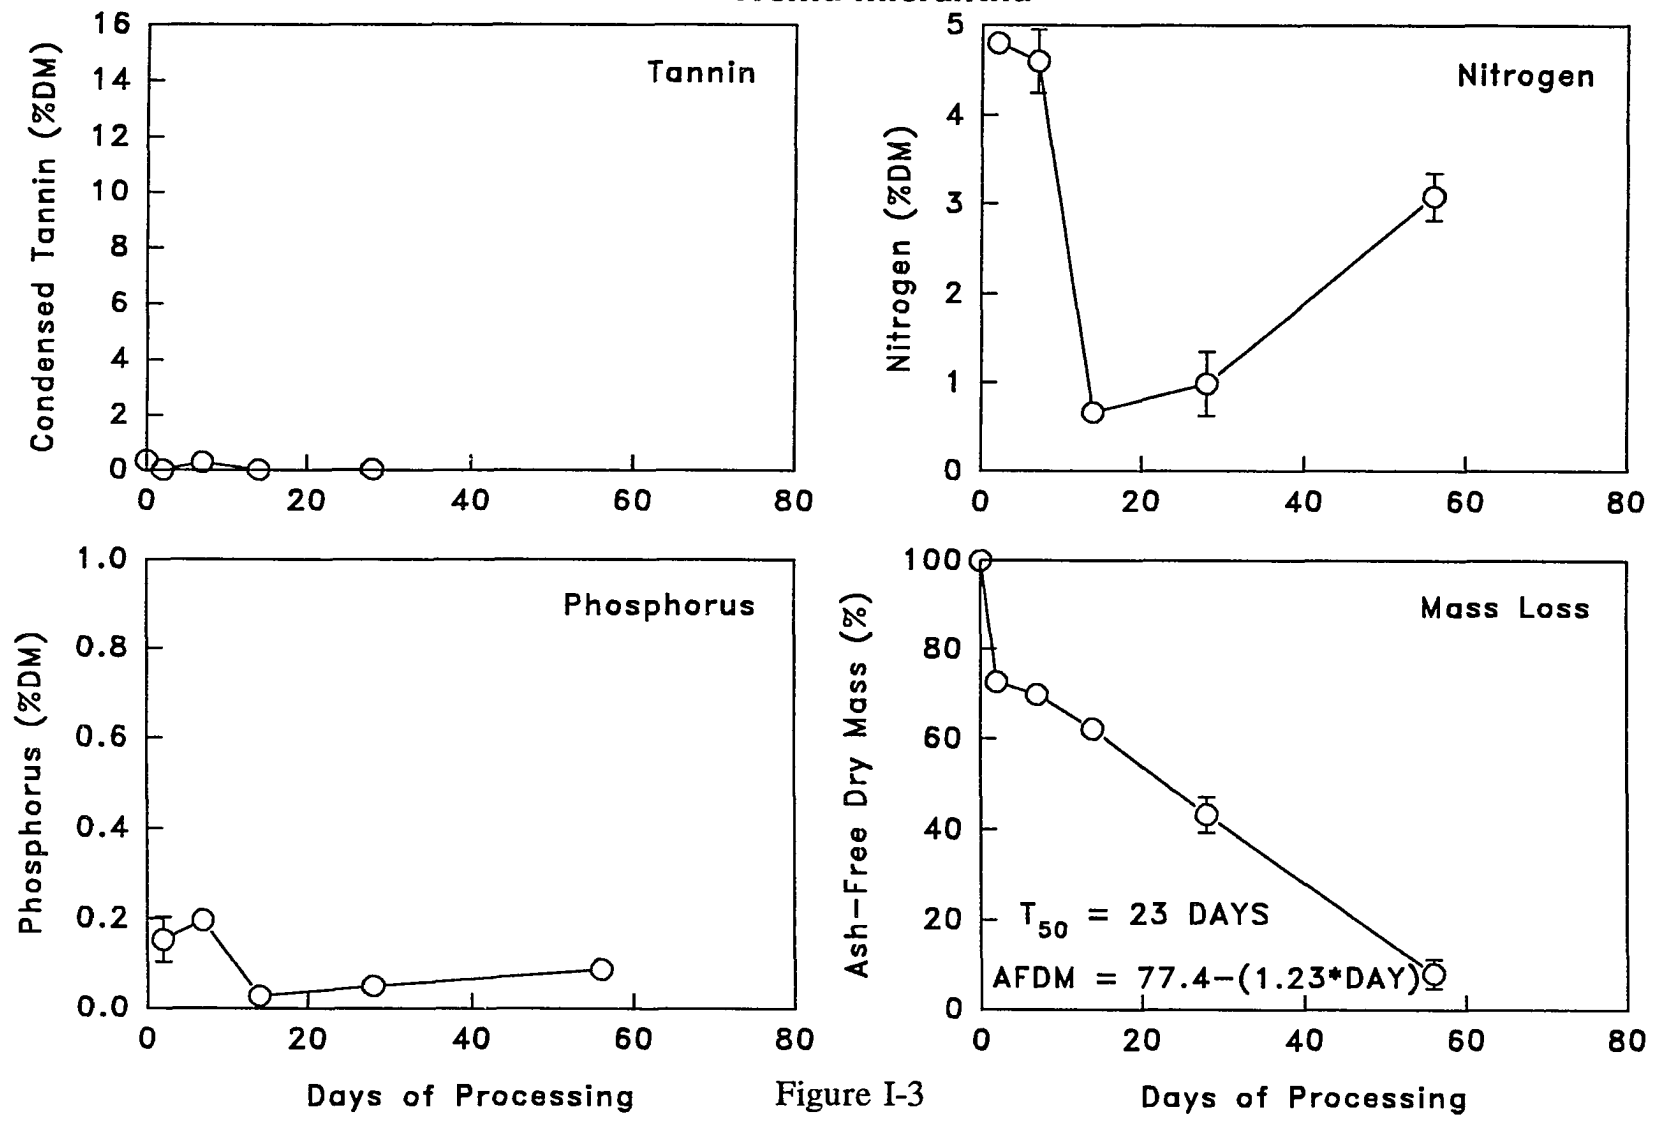 16
14
12
10
8
6
4
2
0
Condensed Tannin (%DM)
Tannin
0 20 40 60 80
5
4
3
2
1
0
Nitrogen (%DM)
Nitrogen
0 20 40 60 80
1.0
0.8
0.6
0.4
0.2
0.0
Phosphorus (%DM)
Phosphorus
0 20 40 60 80
Days of Processing
100
80
60
40
20
0
Ash-Free Dry Mass (%)
Mass Loss
T50 = 23 DAYS
AFDM = 77.4-(1.23*DAY)
0 20 40 60 80
Days of Processing
Figure I-3